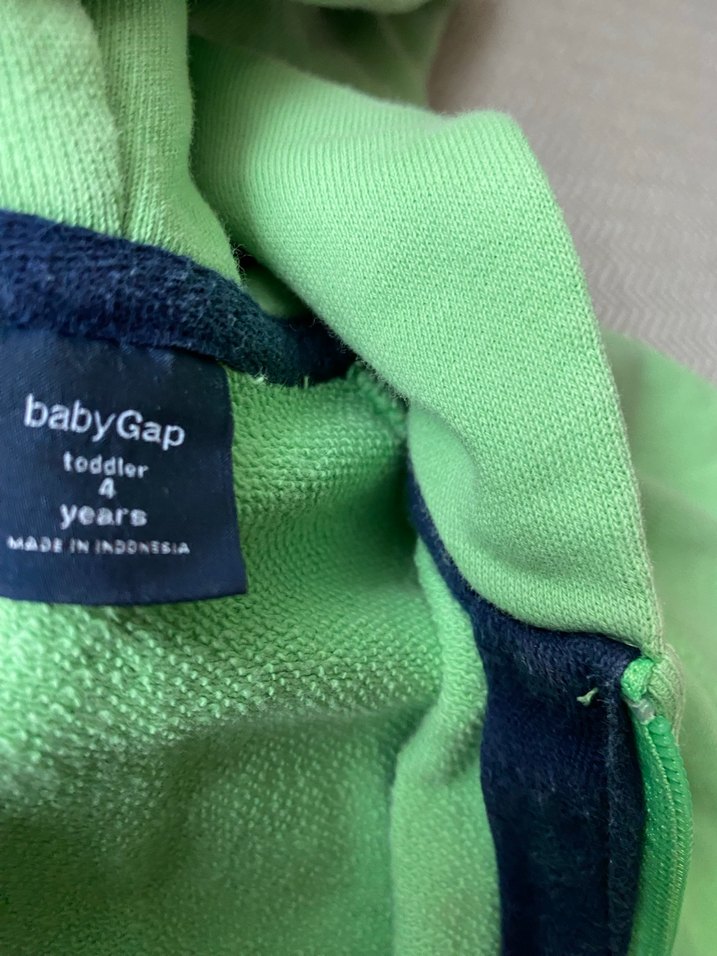 babyGap
toddler
4
years
MADE IN INDONESIA